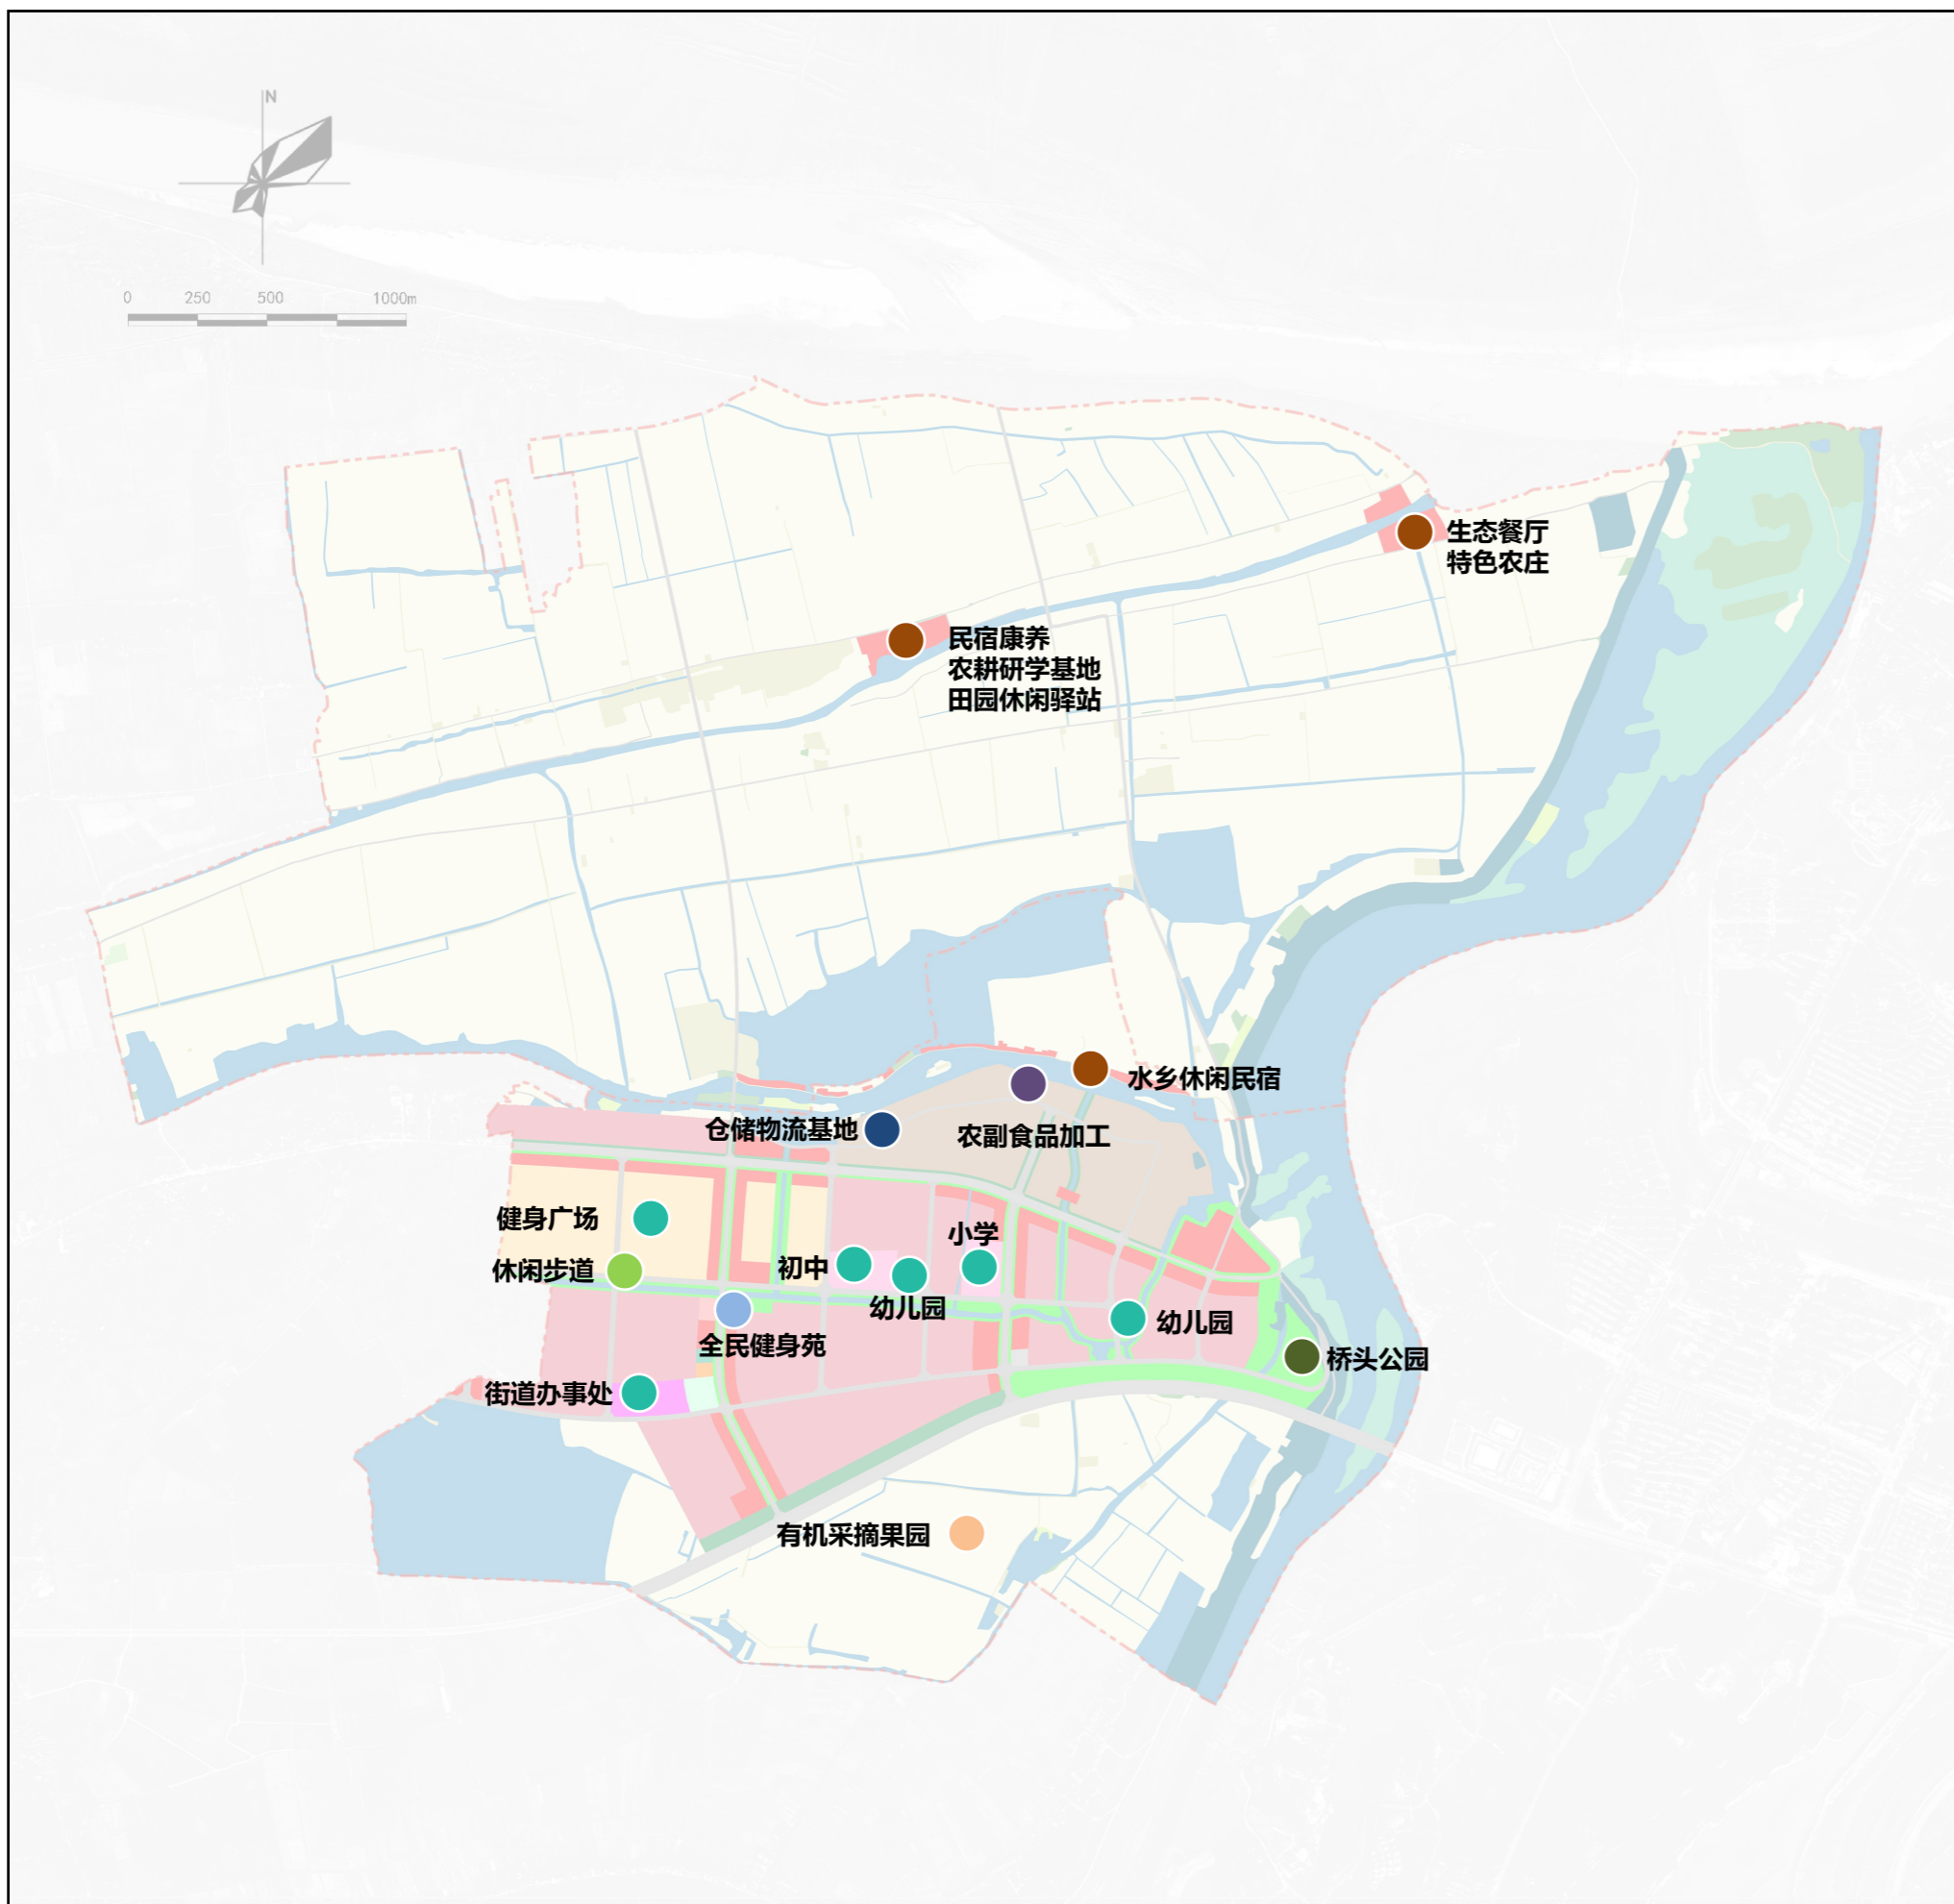 N
0 250 500 1000m
生态餐厅
特色农庄
民宿康养
农耕研学基地
田园休闲驿站
水乡休闲民宿
仓储物流基地
农副食品加工
健身广场
小学
休闲步道
初中
幼儿园
幼儿园
全民健身苑
桥头公园
街道办事处
有机采摘果园